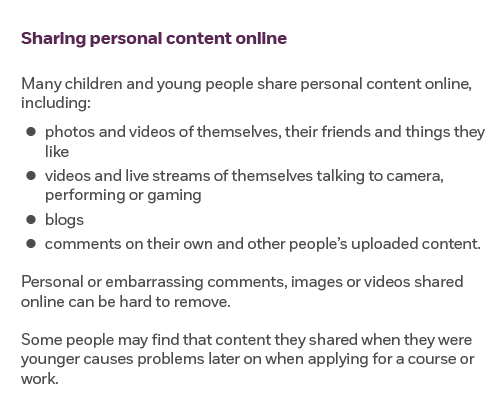 Sharing personal content online
Many children and young people share personal content online,
including:
● photos and videos of themselves, their friends and things they
like
● videos and live streams of themselves talking to camera,
performing or gaming
● blogs
● comments on their own and other people’s uploaded content.
Personal or embarrassing comments, images or videos shared
online can be hard to remove.
Some people may find that content they shared when they were
younger causes problems later on when applying for a course or
work.